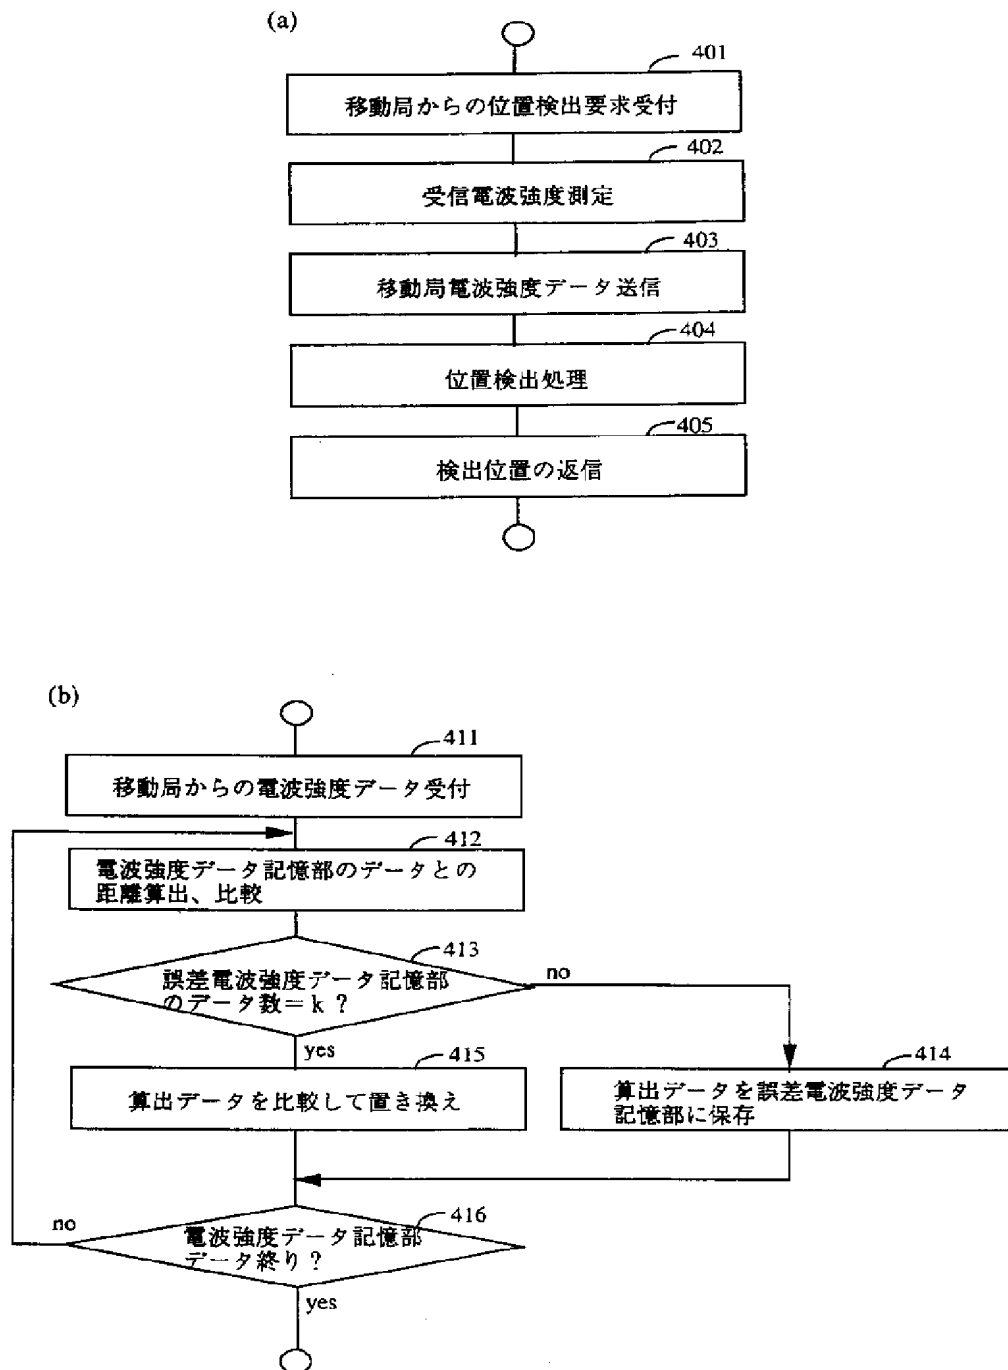 (a)
401
移動局からの位置検出要求受付
402
受信電波強度測定
403
移動局電波強度データ送信
404
位置検出処理
405
検出位置の返信
(b)
411
移動局からの電波強度データ受付
412
電波強度データ記憶部のデータとの
距離算出、比較
413
誤差電波強度データ記憶部
のデータ数＝k？
no
yes
415
算出データを比較して置き換え
414
算出データを誤差電波強度データ
記憶部に保存
no
416
電波強度データ記憶部
データ終り？
yes